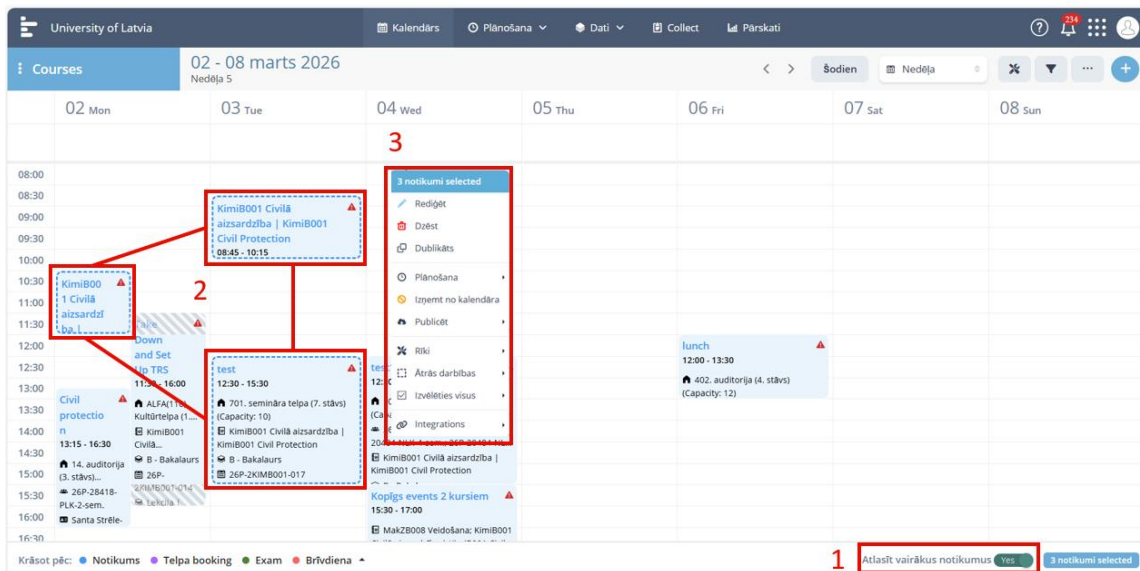 University of Latvia
Kalendārs
Plānošana
Dati
Collect
Pārskati
234
Courses
02 - 08 marts 2026
Nedēļa 5
Šodien
Nedēļa
02 Mon
03 Tue
04 Wed
05 Thu
06 Fri
07 Sat
08 Sun
3
08:00
08:30
09:00
09:30
10:00
10:30
11:00
11:30
12:00
12:30
13:00
13:30
14:00
14:30
15:00
15:30
16:00
16:30
KimiB00
1 Civilā
aizsardzī
ba |
2
Take
Down
and Set
Up TRS
11:30 - 16:00
ALFA(116)
Kultūrtelpa (1....
KimiB001
Civilā...
B - Bakalaurs
26P-
2KIMB001-014
Lekcija |
Civil
protectio
n
13:15 - 16:30
14. auditorija
(3. stāvs)...
26P-28418-
PLK-2-sem.
Santa Strēle-
KimiB001 Civilā
aizsardzība | KimiB001
Civil Protection
08:45 - 10:15
test
12:30 - 15:30
701. semināra telpa (7. stāvs)
(Capacity: 10)
KimiB001 Civilā aizsardzība |
KimiB001 Civil Protection
B - Bakalaurs
26P-2KIMB001-017
3 notikumi selected
Rediģēt
Dzēst
Dublikāts
Plānošana
Izņemt no kalendāra
Publicēt
Rīki
Ātrās darbības
Izvēlēties visus
Integrations
KimiB001 Civilā aizsardzība |
KimiB001 Civil Protection
Kopīgs events 2 kursiem
15:30 - 17:00
MakZB008 Veidošana; KimiB001
lunch
12:00 - 13:30
402. auditorija (4. stāvs)
(Capacity: 12)
Krāsot pēc: Notikums Telpa booking Exam Brīvdiena
1
Atlasīt vairākus notikumus Yes
3 notikumi selected